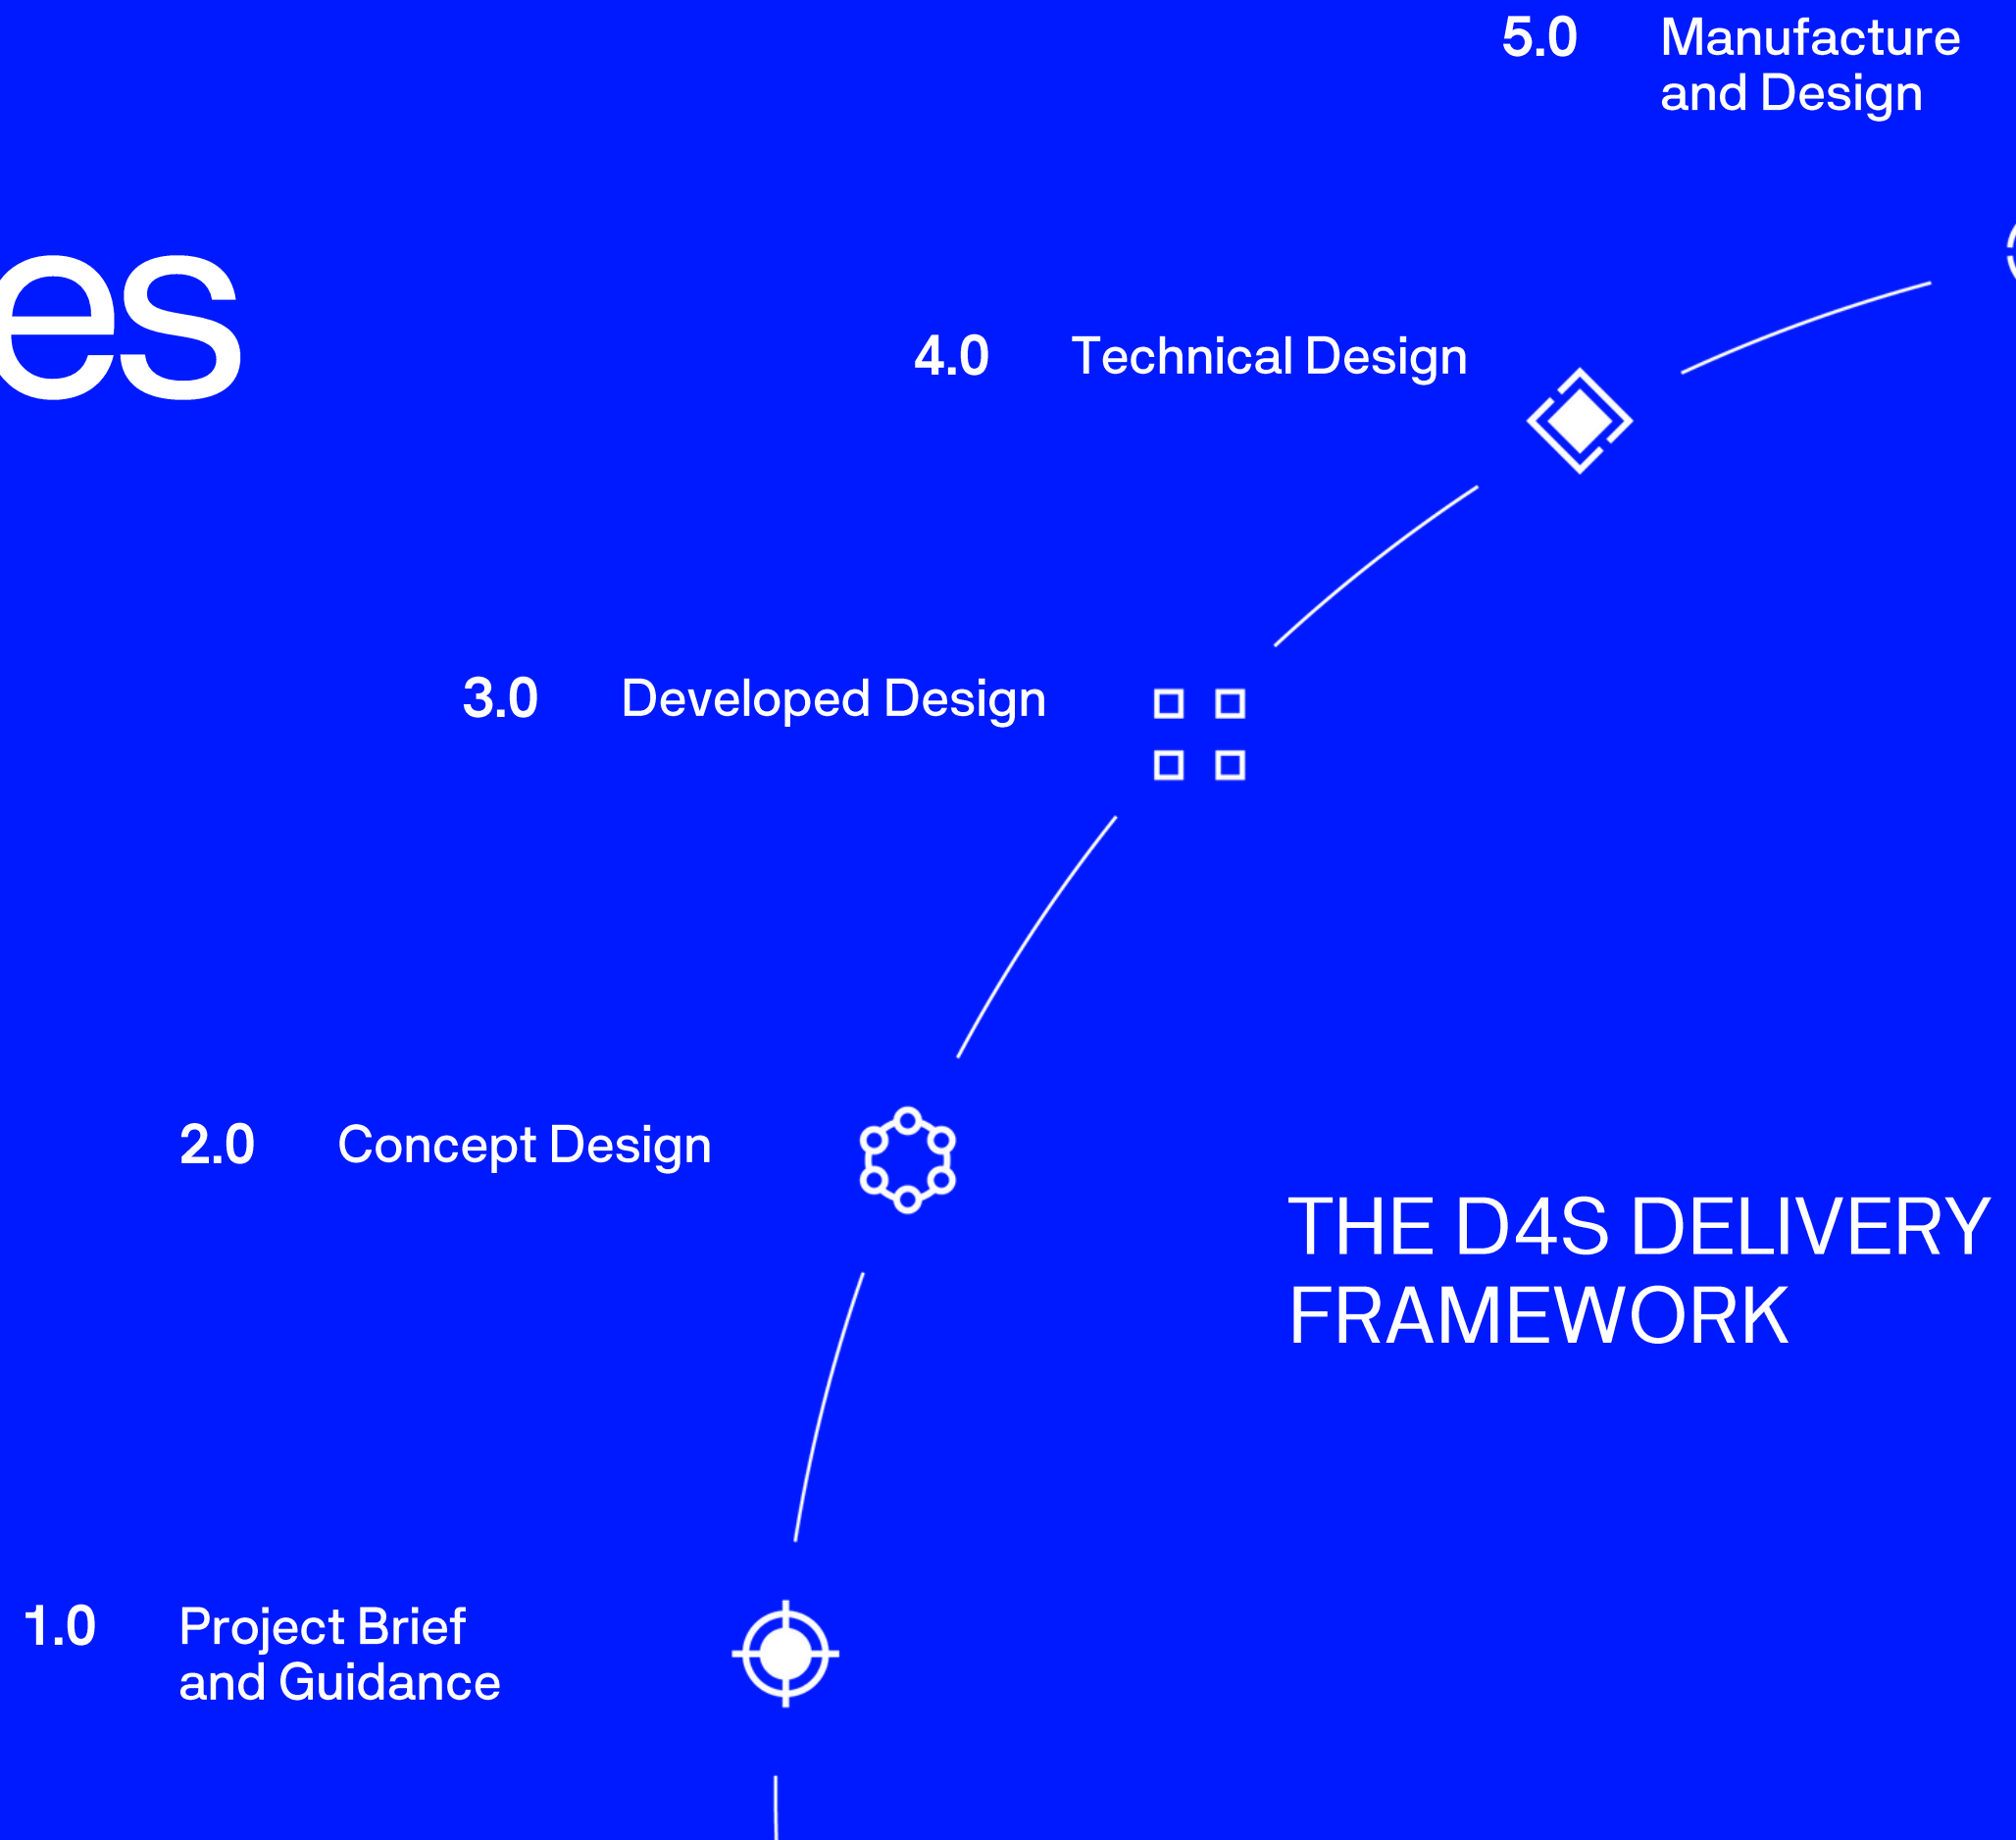 5.0 Manufacture
and Design
es
4.0 Technical Design
3.0 Developed Design
2.0 Concept Design
THE D4S DELIVERY
FRAMEWORK
1.0 Project Brief
and Guidance